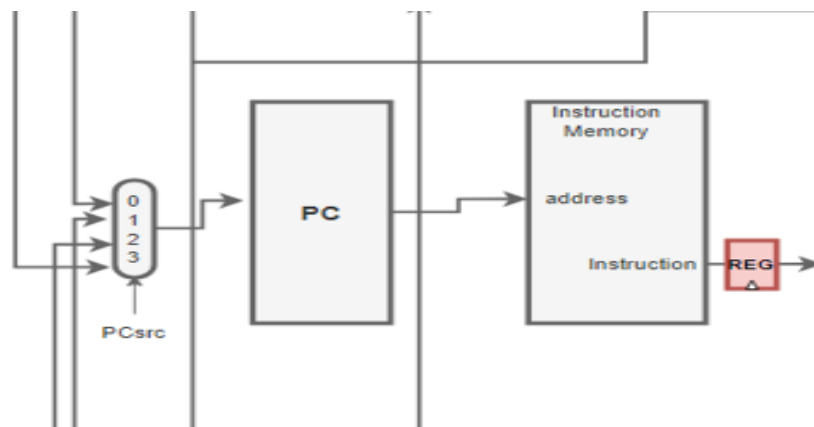 Instruction
Memory
0
1
2
3
PC
address
Instruction
REG
PCsrc